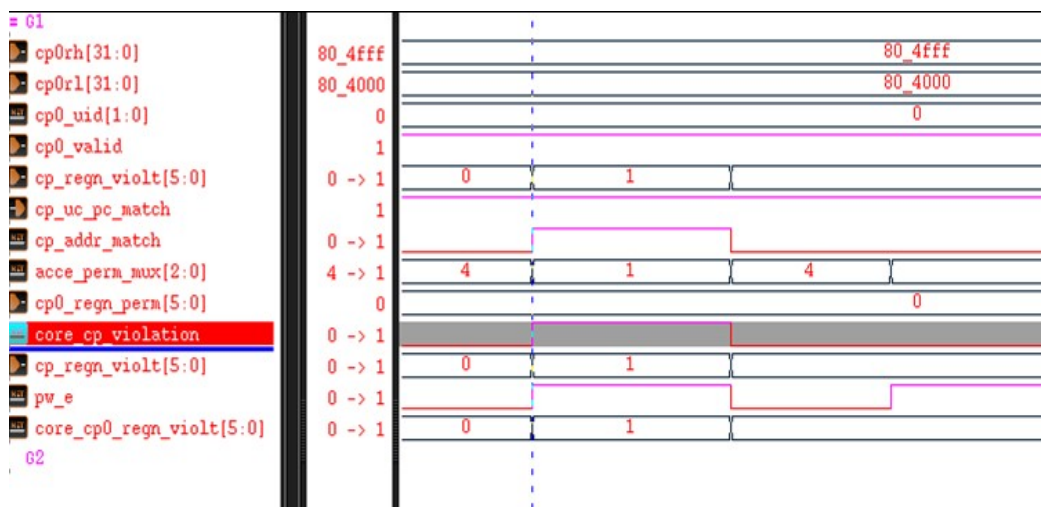 = G1
cp0rh[31:0] 80_4fff 80_4fff
cp0rl[31:0] 80_4000 80_4000
cp0_uid[1:0] 0 0
cp0_valid 1
cp_regn_violt[5:0] 0 -> 1 0 1
cp_uc_pc_match 1
cp_addr_match 0 -> 1
acce_perm_mux[2:0] 4 -> 1 4 1 4
cp0_regn_perm[5:0] 0 0
core_cp_violation 0 -> 1
cp_regn_violt[5:0] 0 -> 1 0 1
pw_e 0 -> 1
core_cp0_regn_violt[5:0] 0 -> 1 0 1
G2